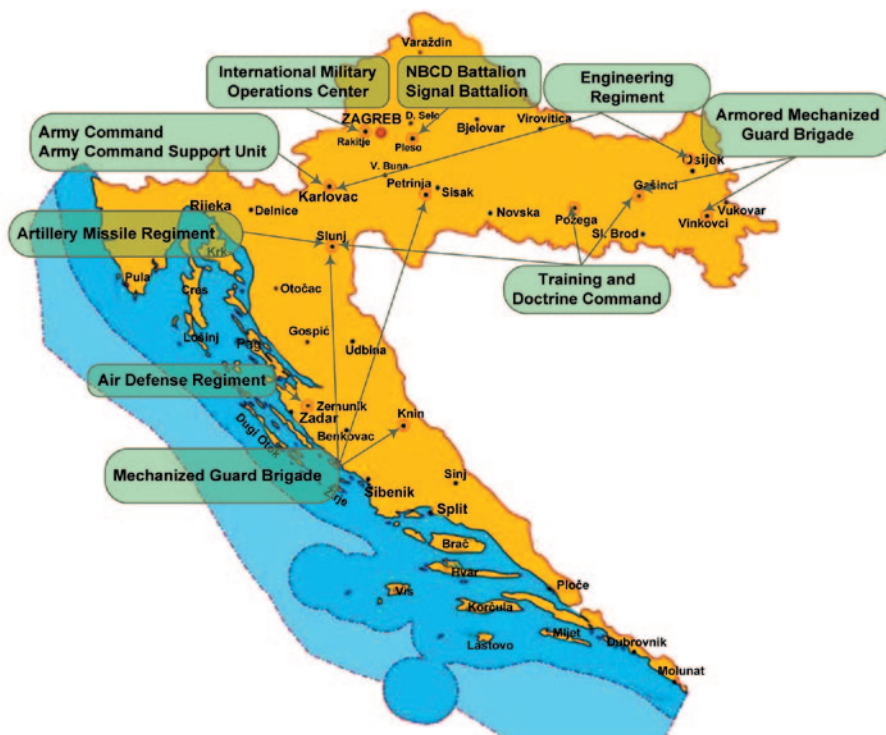 Varaždin
International Military
Operations Center
NBCD Battalion
Signal Battalion
Engineering
Regiment
Armored Mechanized
Guard Brigade
Army Command
Army Command Support Unit
ZAGREB
D. Selo
Rakitje
Pleso
Bjelovar
Virovitica
Osijek
V. Buna
Karlovac
Petrinja
Sisak
Gašinci
Rijeka
Delnice
Novska
Požega
Vinkovci
Vukovar
Sl. Brod
Artillery Missile Regiment
Krk
Slunj
Training and
Doctrine Command
Pula
Cres
Otočac
Lošinj
Pag
Gospić
Udbina
Air Defense Regiment
Zemunik
Zadar
Dugi Otok
Benkovac
Knin
Mechanized Guard Brigade
Žirje
Šibenik
Sinj
Split
Brač
Hvar
Vis
Korčula
Ploče
Lastovo
Mljet
Dubrovnik
Molunat